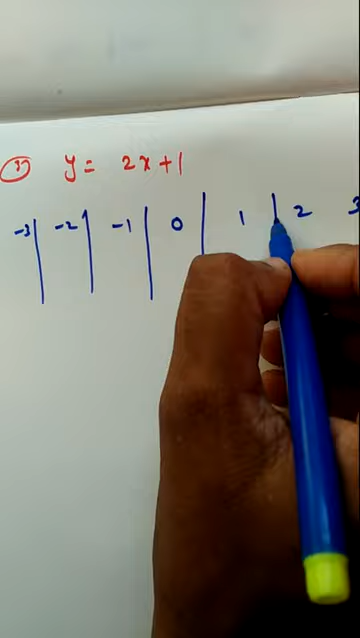 ③ y = 2x+1
-3 | -2 | -1 | 0 | 1 | 2 3